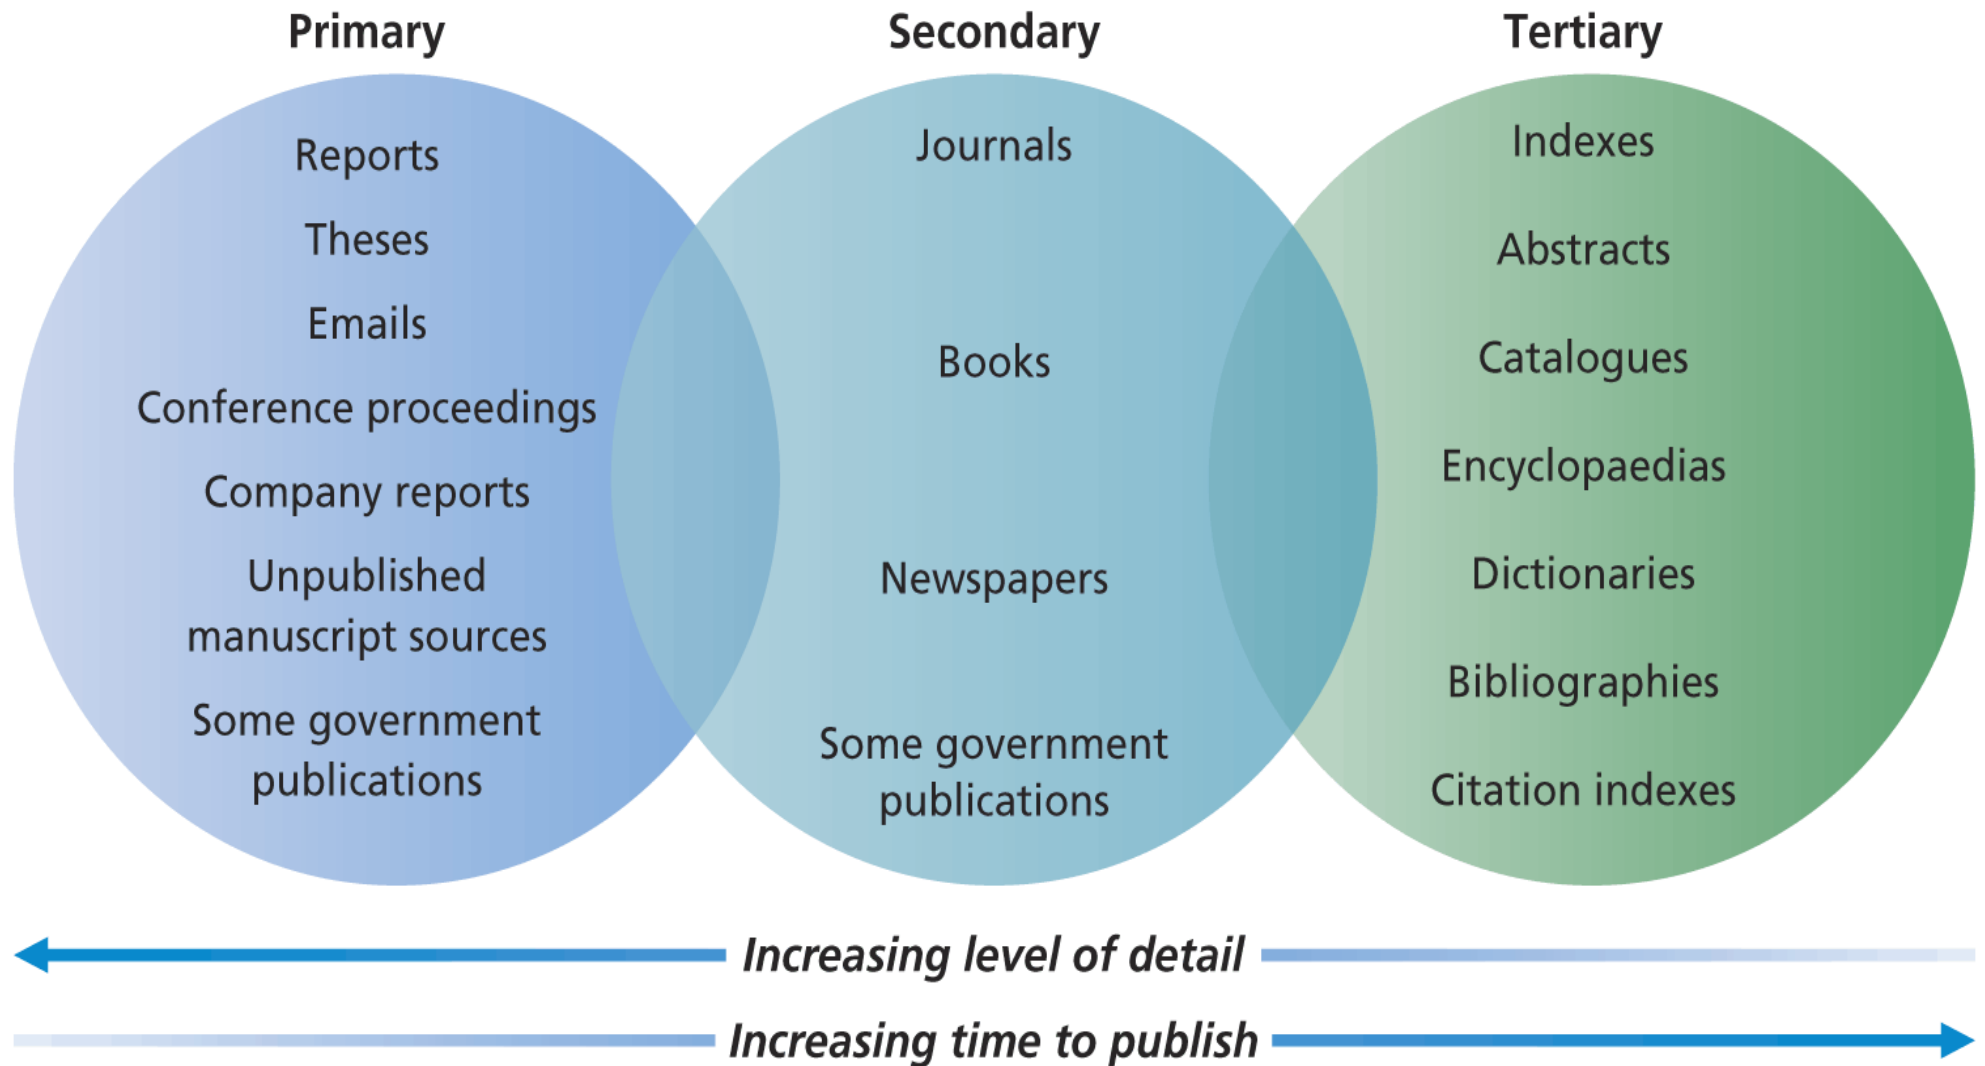 Primary
Reports
Theses
Emails
Conference proceedings
Company reports
Unpublished
manuscript sources
Some government
publications
Secondary
Journals
Books
Newspapers
Some government
publications
Tertiary
Indexes
Abstracts
Catalogues
Encyclopaedias
Dictionaries
Bibliographies
Citation indexes
Increasing level of detail
Increasing time to publish